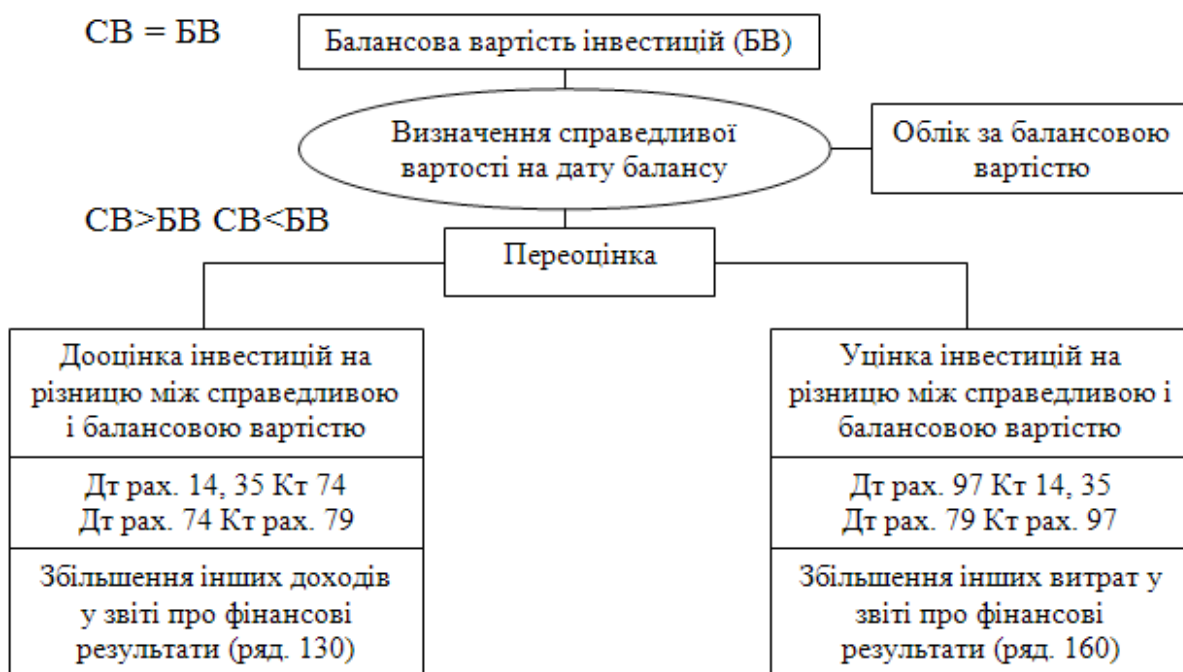 СВ = БВ
Балансова вартість інвестицій (БВ)
Визначення справедливої
вартості на дату балансу
Облік за балансовою
вартістю
СВ>БВ СВ<БВ
Переоцінка
Дооцінка інвестицій на
різницю між справедливою
і балансовою вартістю
Дт рах. 14, 35 Кт 74
Дт рах. 74 Кт рах. 79
Збільшення інших доходів
у звіті про фінансові
результати (ряд. 130)
Уцінка інвестицій на
різницю між справедливою і
балансовою вартістю
Дт рах. 97 Кт 14, 35
Дт рах. 79 Кт рах. 97
Збільшення інших витрат у
звіті про фінансові
результати (ряд. 160)